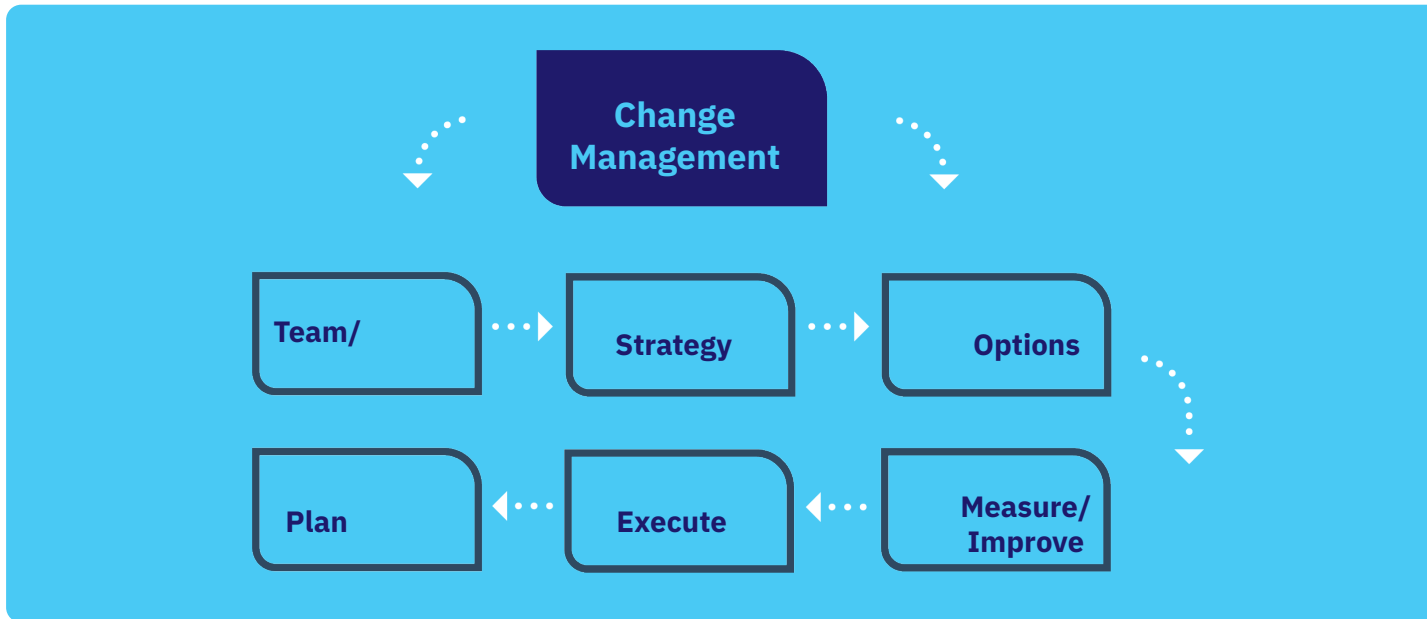 Change
Management
Team/
Strategy
Options
Plan
Execute
Measure/
Improve